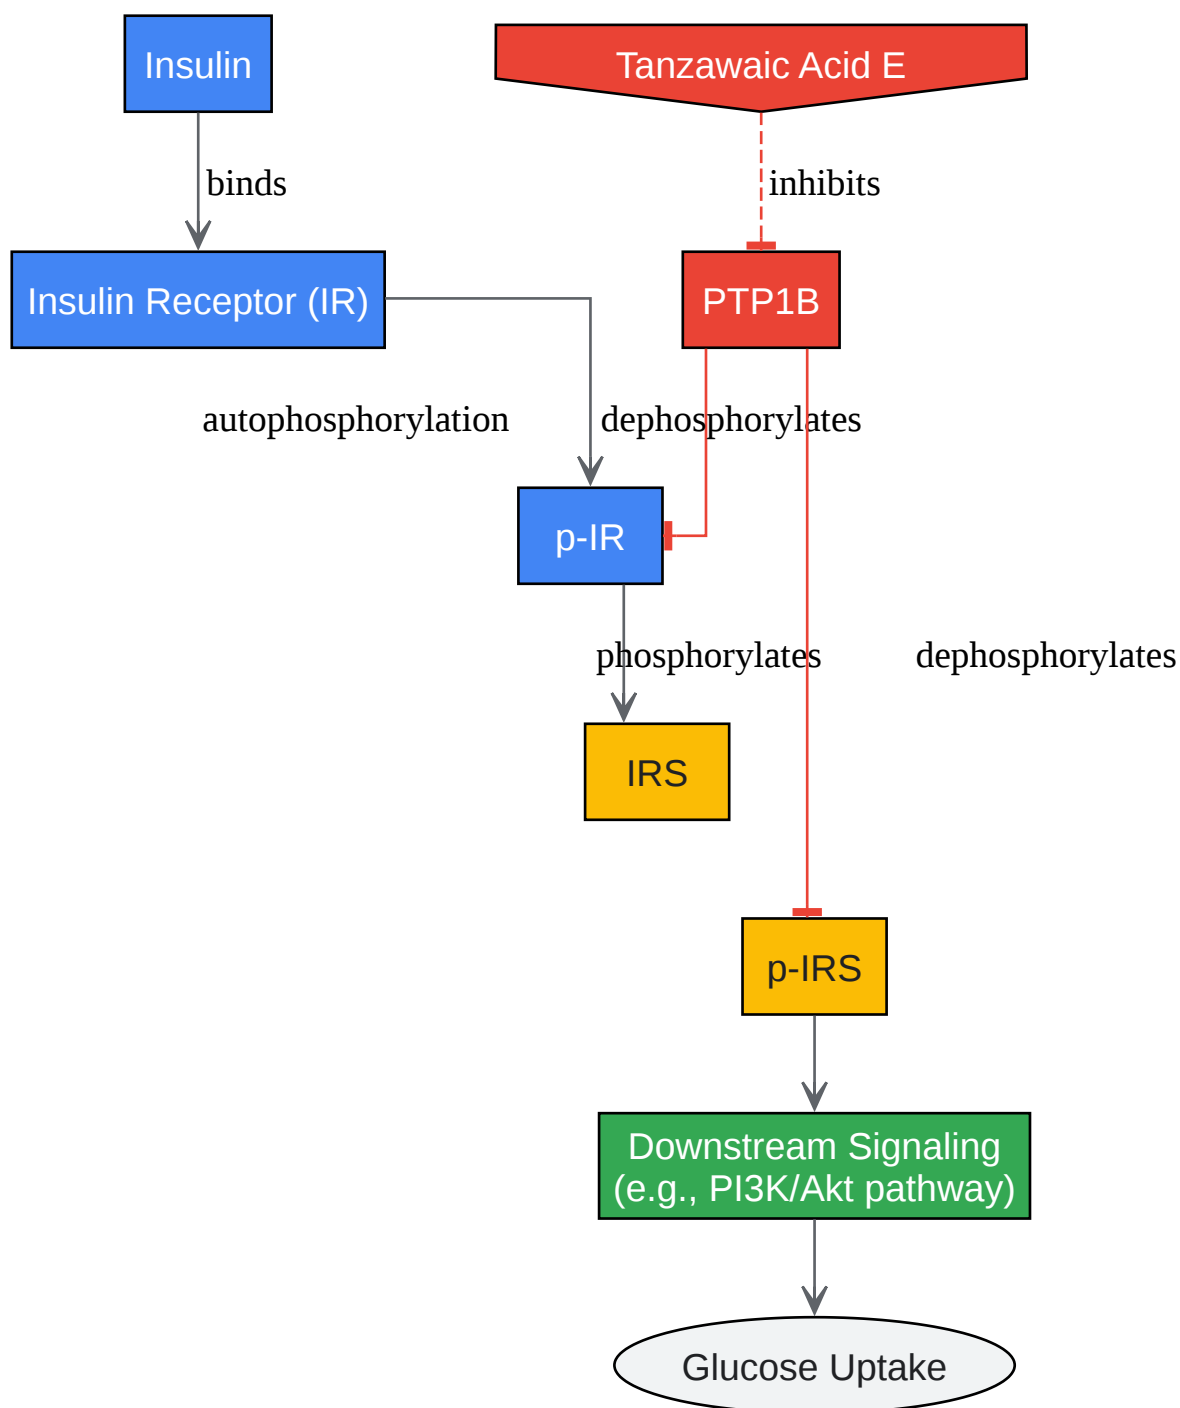 Insulin
Tanzawaic Acid E
binds
inhibits
Insulin Receptor (IR)
PTP1B
autophosphorylation
dephosphorylates
p-IR
phosphorylates
dephosphorylates
IRS
p-IRS
Downstream Signaling
(e.g., PI3K/Akt pathway)
Glucose Uptake